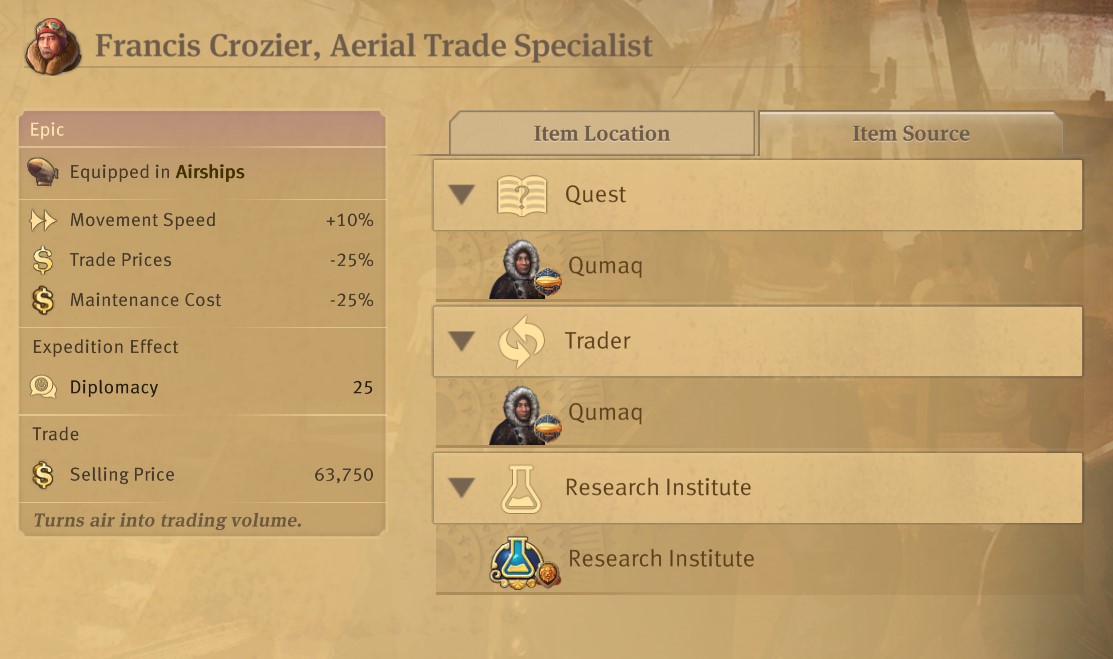 Francis Crozier, Aerial Trade Specialist
Epic
Equipped in Airships
Movement Speed +10%
Trade Prices -25%
Maintenance Cost -25%
Expedition Effect
Diplomacy 25
Trade
Selling Price 63,750
Turns air into trading volume.
Item Location Item Source
Quest
Qumaq
Trader
Qumaq
Research Institute
Research Institute